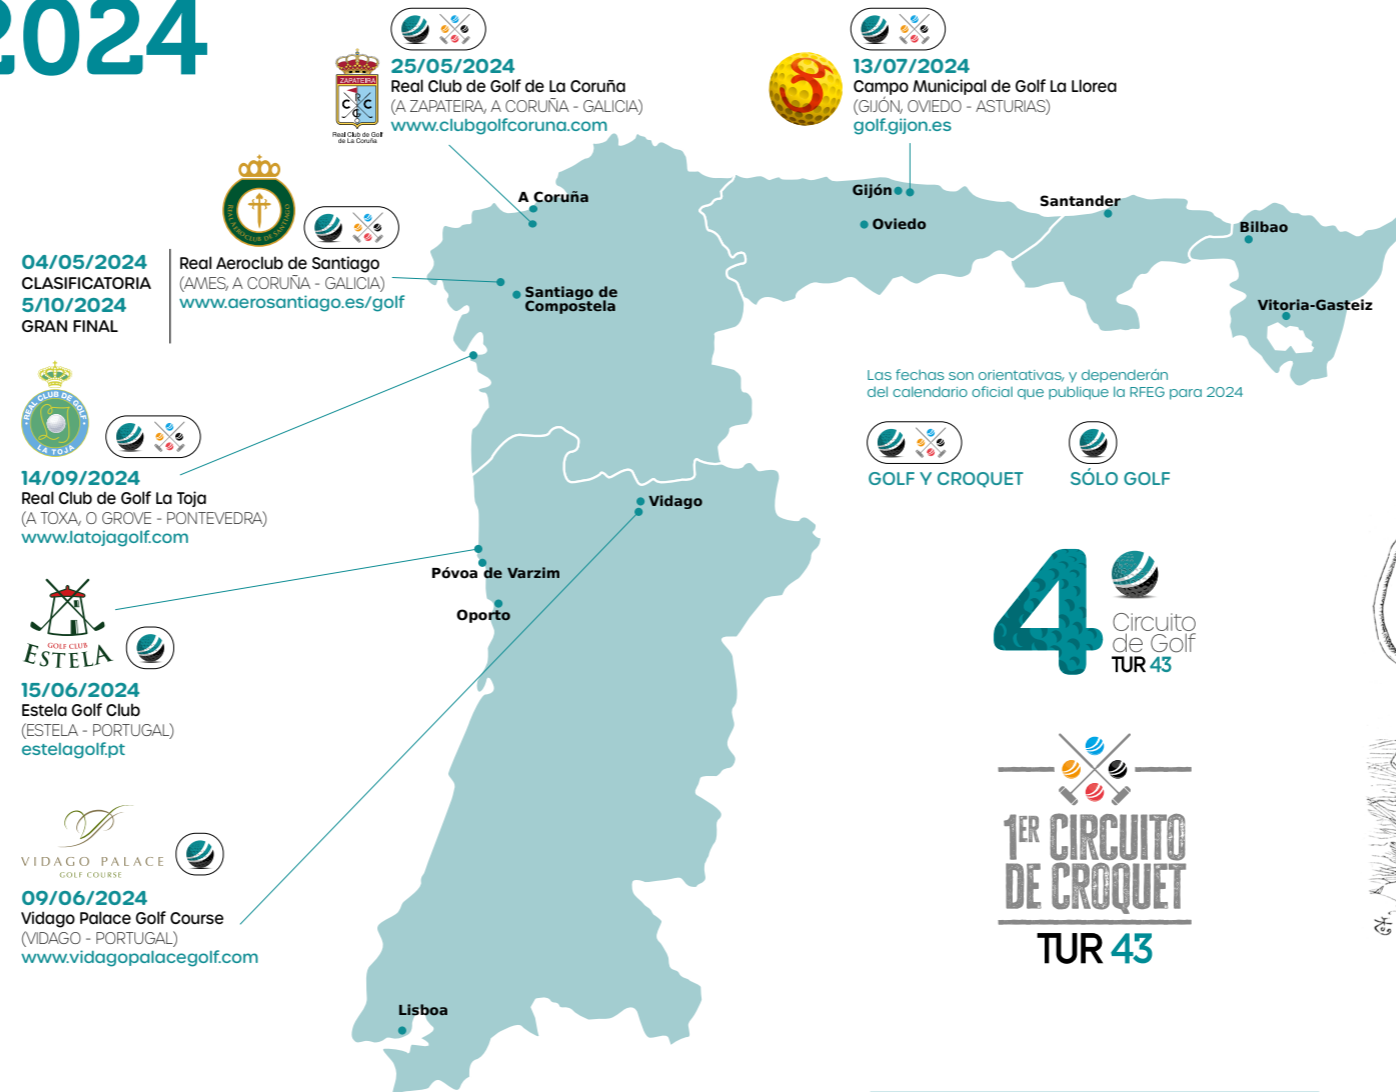 2024
25/05/2024
Real Club de Golf de La Coruña
(A ZAPATEIRA, A CORUÑA - GALICIA)
www.clubgolfcoruna.com
ZAPATEIRA
Real Club de Golf
de La Coruña
13/07/2024
Campo Municipal de Golf La Llorea
(GIJÓN, OVIEDO - ASTURIAS)
golf.gijon.es
REAL AEROCLUB DE SANTIAGO
04/05/2024
CLASIFICATORIA
5/10/2024
GRAN FINAL
Real Aeroclub de Santiago
(AMES, A CORUÑA - GALICIA)
www.aerosantiago.es/golf
A Coruña
Santiago de
Compostela
Gijón
Oviedo
Santander
Bilbao
Vitoria-Gasteiz
Las fechas son orientativas, y dependerán
del calendario oficial que publique la RFEG para 2024
GOLF Y CROQUET
SÓLO GOLF
REAL CLUB DE GOLF
LA TOJA
14/09/2024
Real Club de Golf La Toja
(A TOXA, O GROVE - PONTEVEDRA)
www.latojagolf.com
Vidago
Póvoa de Varzim
Oporto
GOLF CLUB
ESTELA
15/06/2024
Estela Golf Club
(ESTELA - PORTUGAL)
estelagolf.pt
4
Circuito
de Golf
TUR 43
VIDAGO PALACE
GOLF COURSE
09/06/2024
Vidago Palace Golf Course
(VIDAGO - PORTUGAL)
www.vidagopalacegolf.com
1ER CIRCUITO
DE CROQUET
TUR 43
Lisboa